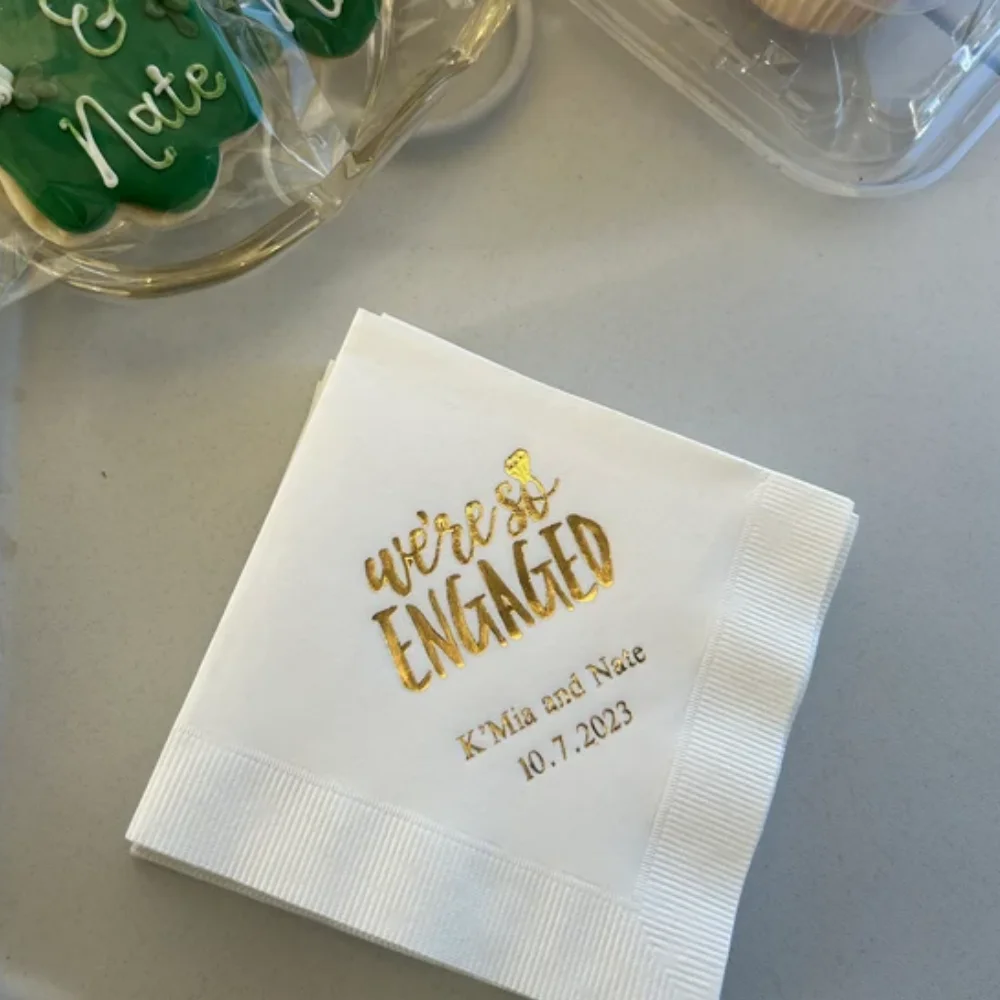 &
Nate
we're so
ENGAGED
K'Mia and Nate
10.7.2023